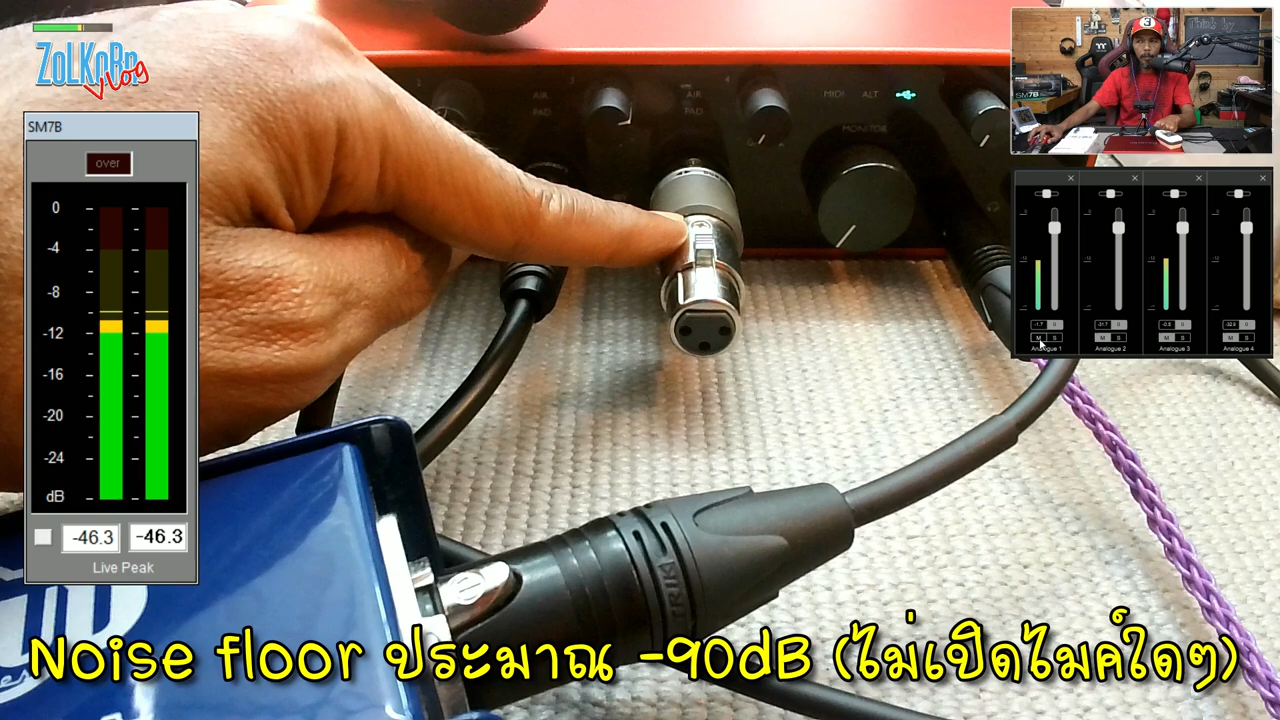 ZoLKoRn
Vlog
SM7B
over
0
-4
-8
-12
-16
-20
-24
dB
-46.3 -46.3
Live Peak
AIR
PAD
AIR
PAD
MIDI ALT
MONITOR
SM7B
Analogue 1 Analogue 2 Analogue 3 Analogue 4
M S M S M S M S
Noise floor ประมาณ -90dB (ไม่เปิดไมค์ใดๆ)